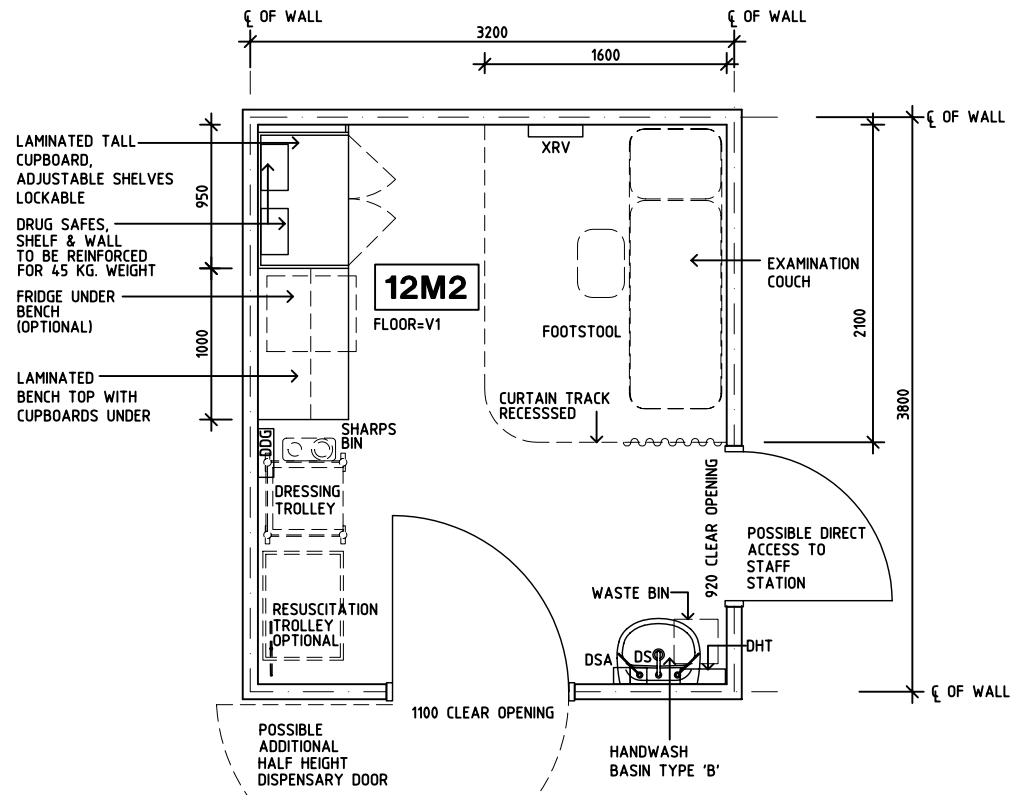 ℄ OF WALL
℄ OF WALL
3200
1600
℄ OF WALL
LAMINATED TALL
CUPBOARD,
ADJUSTABLE SHELVES
LOCKABLE
XRV
950
DRUG SAFES,
SHELF & WALL
TO BE REINFORCED
FOR 45 KG. WEIGHT
EXAMINATION
COUCH
12M2
FLOOR=V1
FRIDGE UNDER
BENCH
(OPTIONAL)
FOOTSTOOL
1000
2100
3800
LAMINATED
BENCH TOP WITH
CUPBOARDS UNDER
CURTAIN TRACK
RECESSSED
SHARPS
BIN
DDG
DRESSING
TROLLEY
920 CLEAR OPENING
POSSIBLE DIRECT
ACCESS TO
STAFF
STATION
RESUSCITATION
TROLLEY
OPTIONAL
WASTE BIN
DSA
DS
DHT
℄ OF WALL
1100 CLEAR OPENING
POSSIBLE
ADDITIONAL
HALF HEIGHT
DISPENSARY DOOR
HANDWASH
BASIN TYPE 'B'